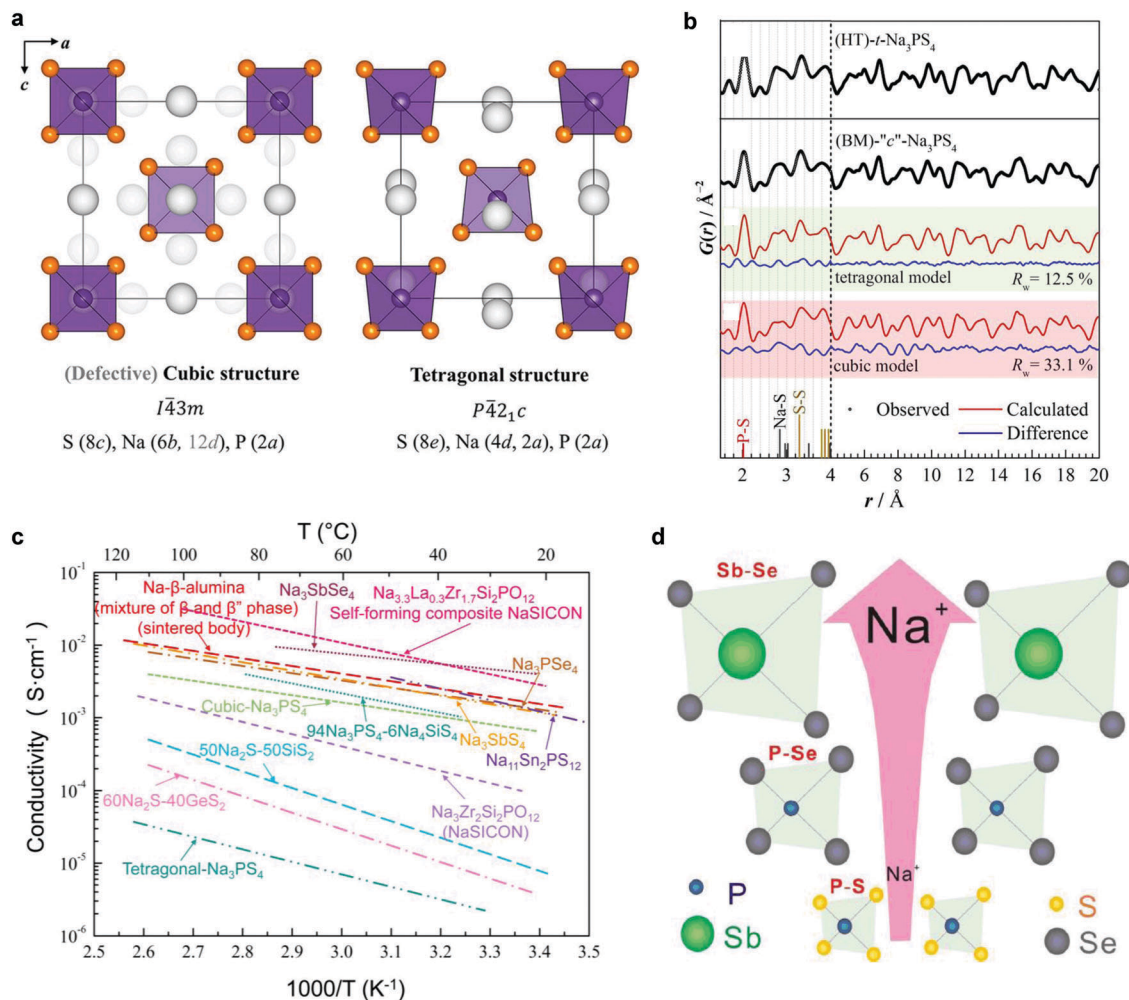 a
a
c
(Defective) Cubic structure
I4̅3m
S (8c), Na (6b, 12d), P (2a)
Tetragonal structure
P4̅2₁c
S (8e), Na (4d, 2a), P (2a)
b
G(r) / Å⁻²
(HT)-t-Na₃PS₄
(BM)-"c"-Na₃PS₄
tetragonal model
R_w = 12.5 %
cubic model
R_w = 33.1 %
P-S
Na-S
S-S
Observed
Calculated
Difference
2 3 4 6 8 10 12 14 16 18 20
r / Å
c
T (°C)
120 100 80 60 40 20
Conductivity ( S·cm⁻¹)
10⁻¹
10⁻²
10⁻³
10⁻⁴
10⁻⁵
10⁻⁶
Na-β-alumina
(mixture of β and β" phase)
(sintered body)
Na₃SbSe₄
Na₃.₃La₀.₃Zr₁.₇Si₂PO₁₂
Self-forming composite NaSICON
Na₃PSe₄
Cubic-Na₃PS₄
94Na₃PS₄-6Na₄SiS₄
Na₃SbS₄
Na₁₁Sn₂PS₁₂
50Na₂S-50SiS₂
60Na₂S-40GeS₂
Na₃Zr₂Si₂PO₁₂
(NaSICON)
Tetragonal-Na₃PS₄
2.5 2.6 2.7 2.8 2.9 3.0 3.1 3.2 3.3 3.4 3.5
1000/T (K⁻¹)
d
Sb-Se
Na⁺
P-Se
Na⁺
P-S
P
Sb
S
Se